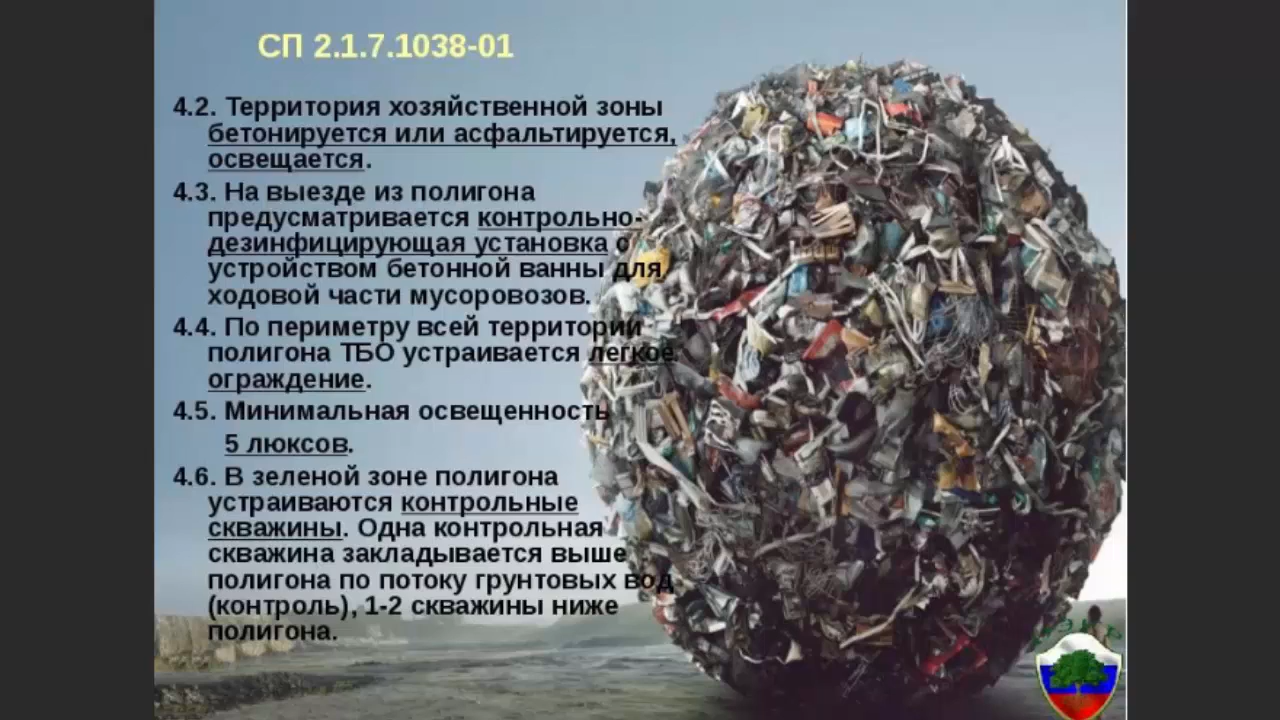 СП 2.1.7.1038-01
4.2. Территория хозяйственной зоны
бетонируется или асфальтируется,
освещается.
4.3. На выезде из полигона
предусматривается контрольно-
дезинфицирующая установка с
устройством бетонной ванны для
ходовой части мусоровозов.
4.4. По периметру всей территории
полигона ТБО устраивается легкое
ограждение.
4.5. Минимальная освещенность
5 люксов.
4.6. В зеленой зоне полигона
устраиваются контрольные
скважины. Одна контрольная
скважина закладывается выше
полигона по потоку грунтовых вод
(контроль), 1-2 скважины ниже
полигона.